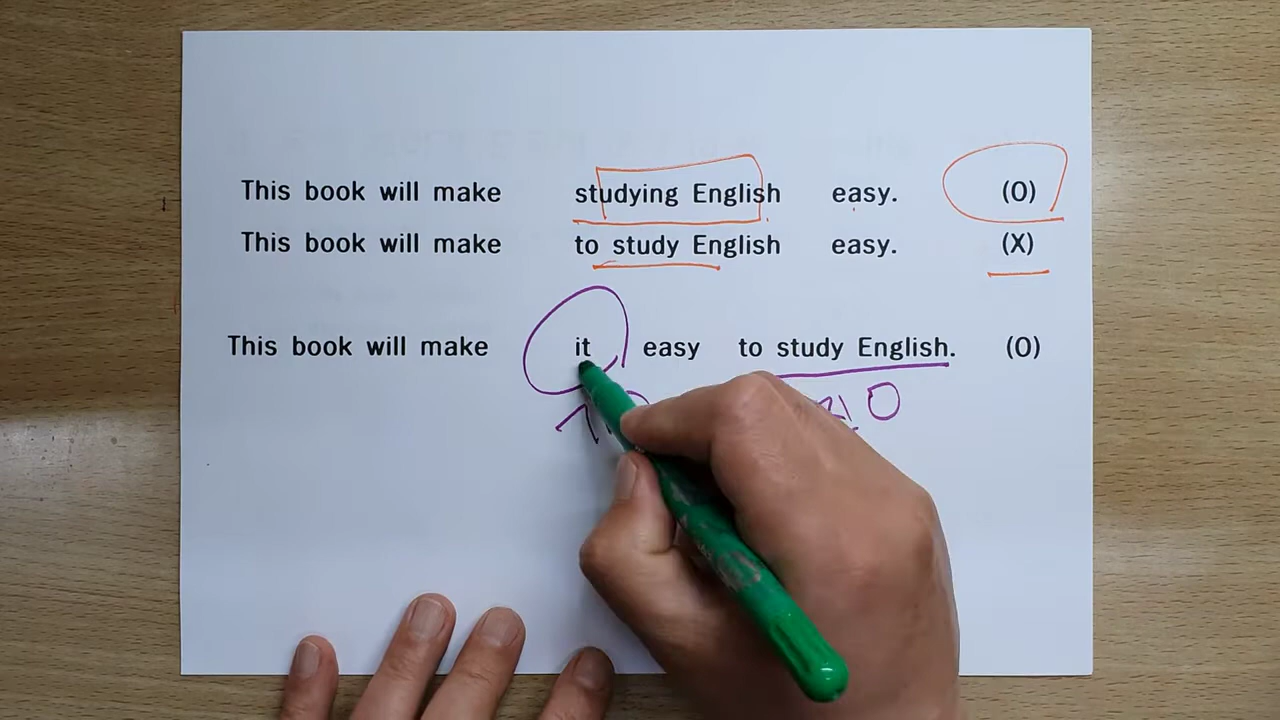 This book will make studying English easy. (O)
This book will make to study English easy. (X)
This book will make it easy to study English. (O)